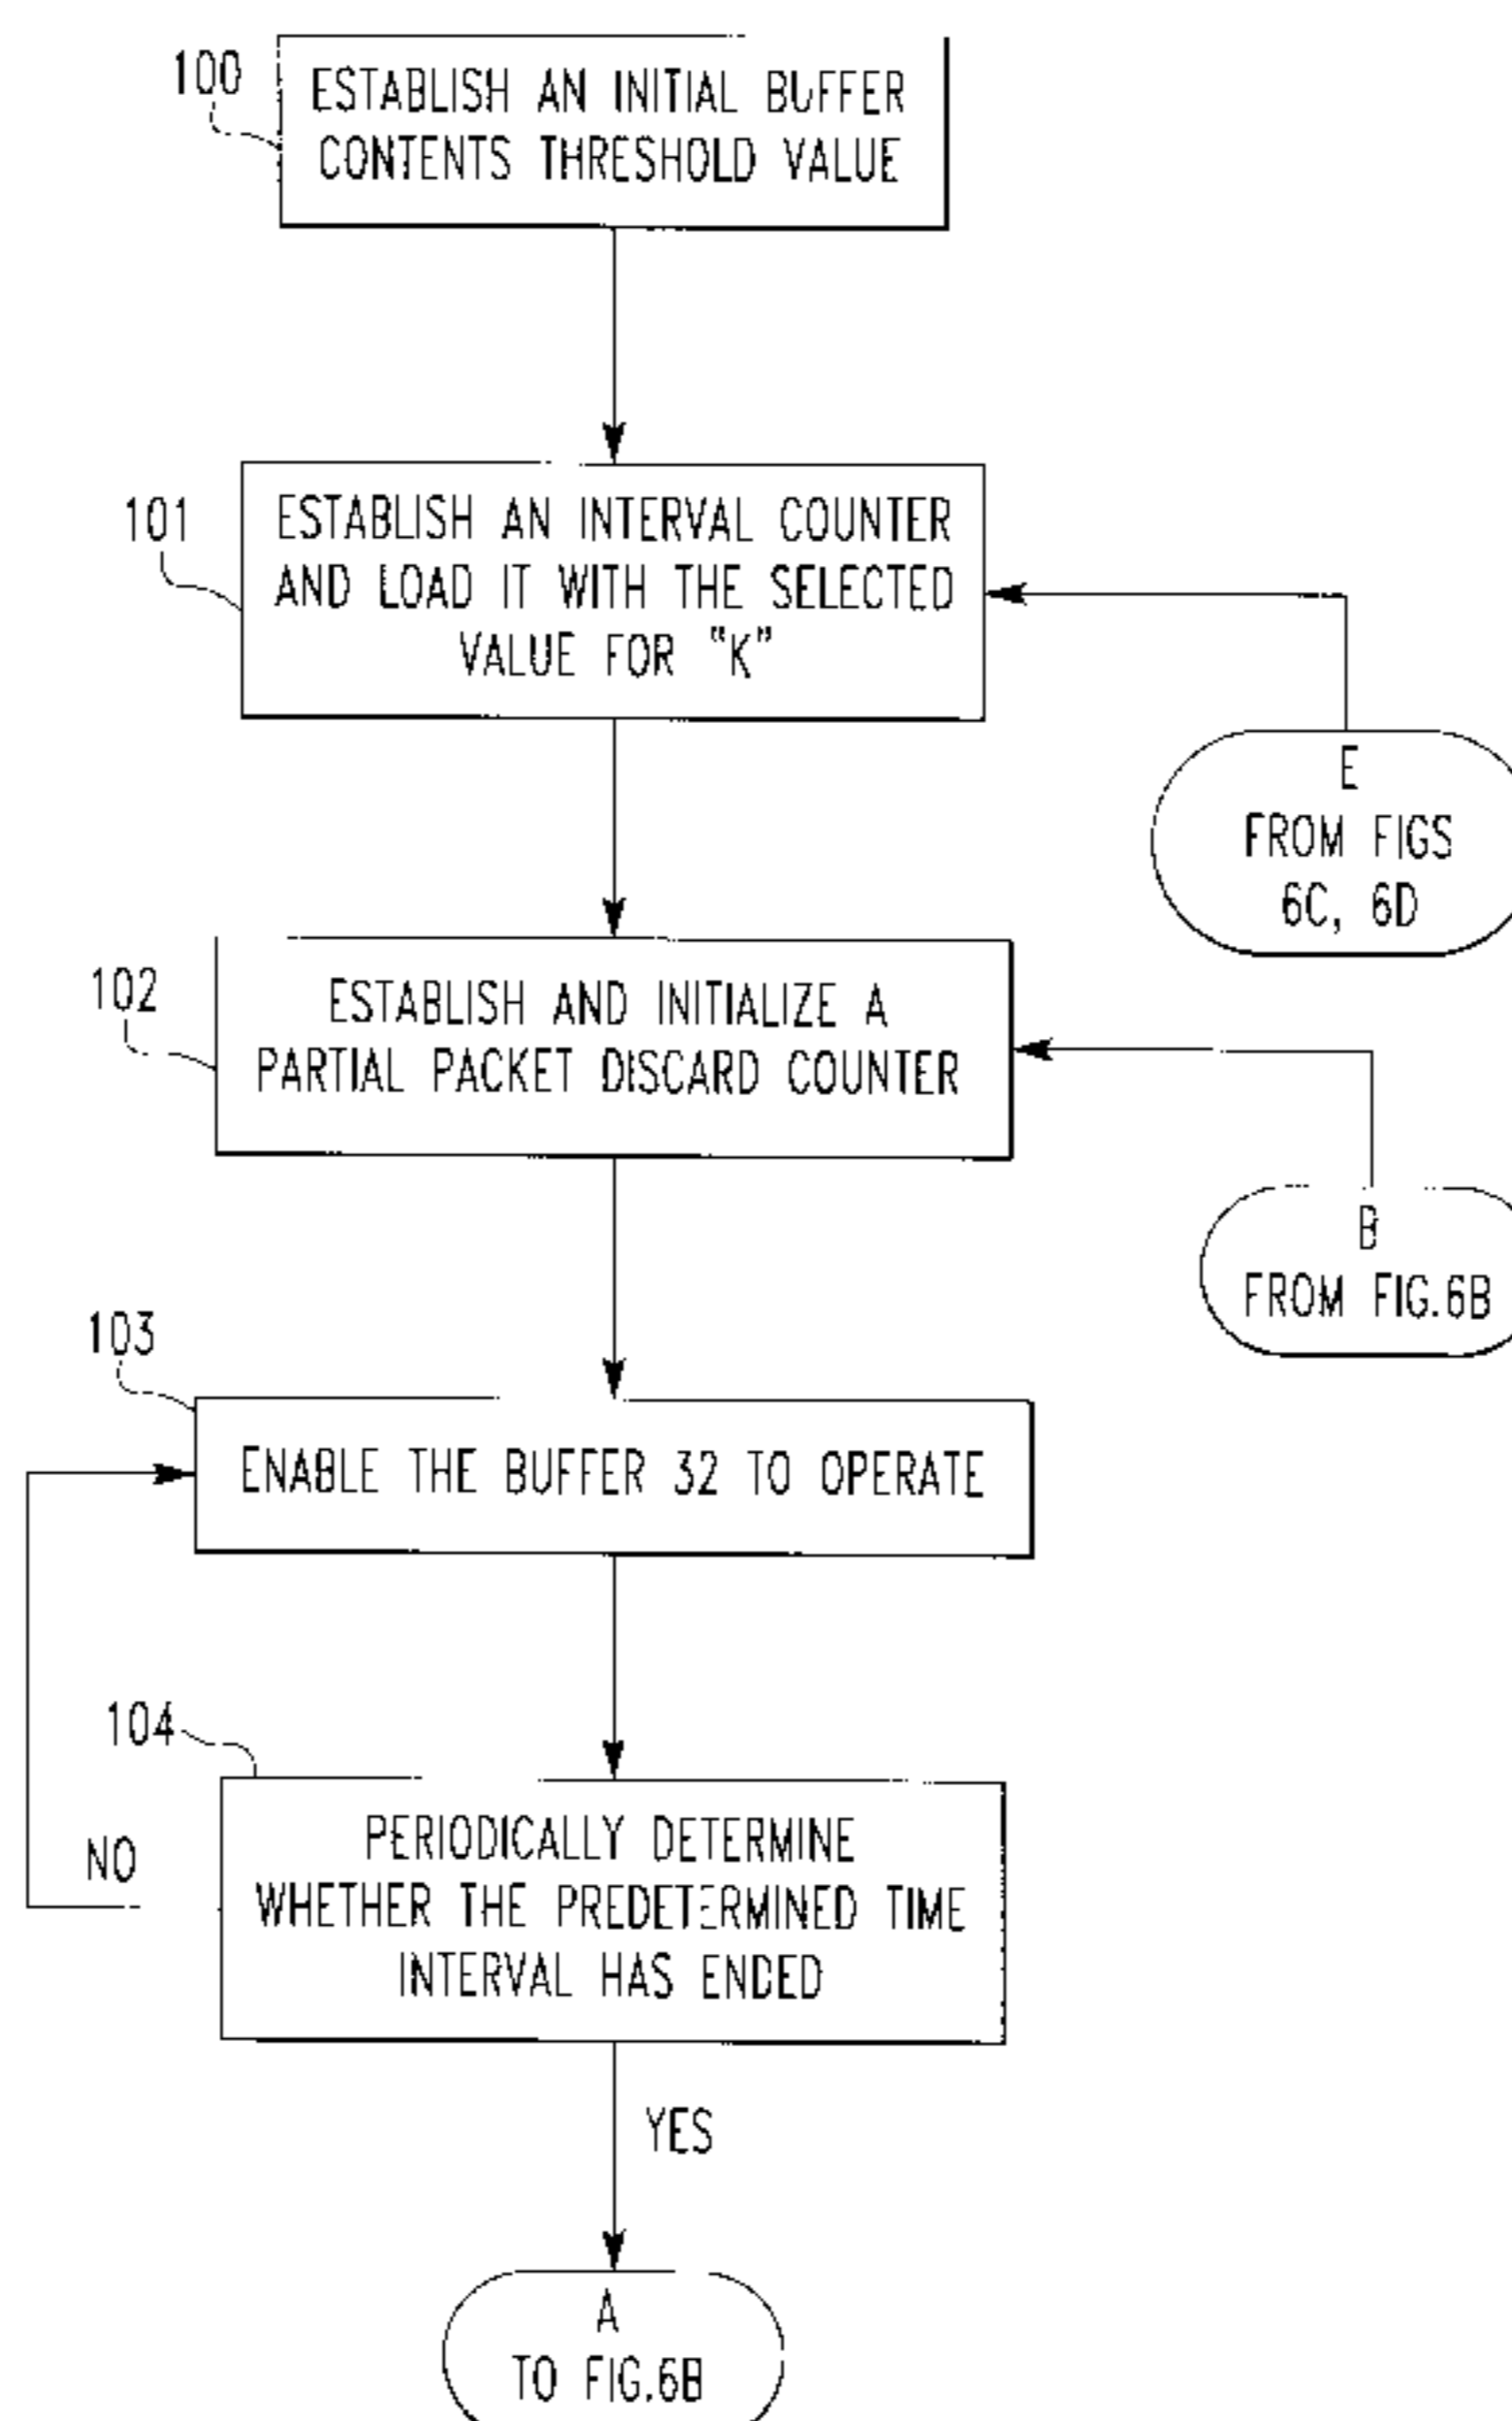 100
ESTABLISH AN INITIAL BUFFER
CONTENTS THRESHOLD VALUE
101
ESTABLISH AN INTERVAL COUNTER
AND LOAD IT WITH THE SELECTED
VALUE FOR "K"
E
FROM FIGS
6C, 6D
102
ESTABLISH AND INITIALIZE A
PARTIAL PACKET DISCARD COUNTER
B
FROM FIG.6B
103
ENABLE THE BUFFER 32 TO OPERATE
104
PERIODICALLY DETERMINE
WHETHER THE PREDETERMINED TIME
INTERVAL HAS ENDED
NO
YES
A
TO FIG.6B